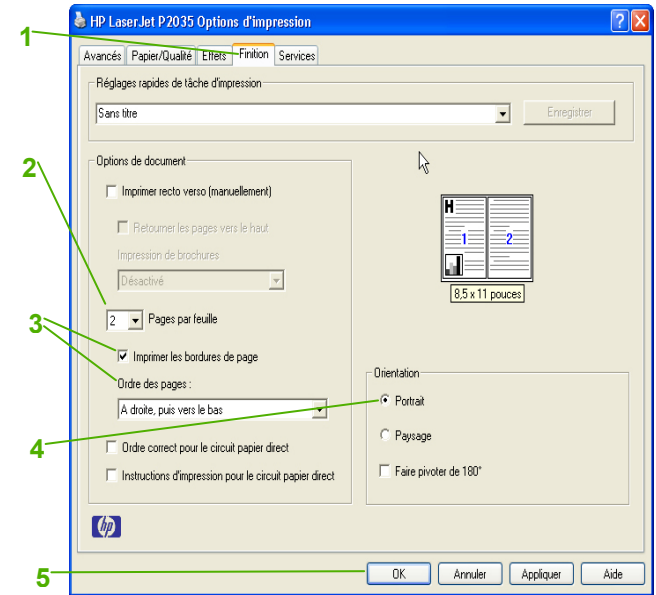 HP LaserJet P2035 Options d'impression
1
Avancés Papier/Qualité Effets Finition Services
Réglages rapides de tâche d'impression
Sans titre Enregistrer
Options de document
2
Imprimer recto verso (manuellement)
Retourner les pages vers le haut
Impression de brochures
Désactivé
H
1 2
8,5 x 11 pouces
2 Pages par feuille
3
Imprimer les bordures de page
Ordre des pages :
A droite, puis vers le bas
Orientation
Portrait
4
Ordre correct pour le circuit papier direct
Paysage
Instructions d'impression pour le circuit papier direct
Faire pivoter de 180°
hp
5
OK Annuler Appliquer Aide